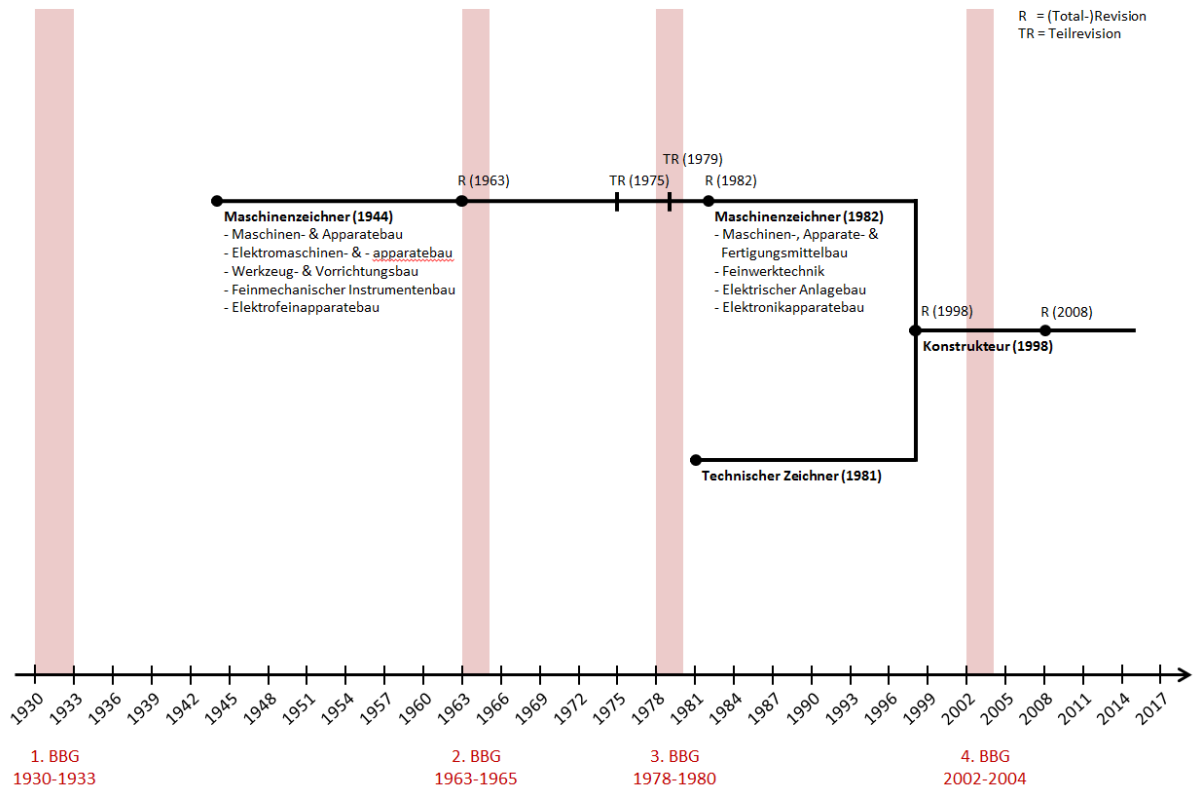 R = (Total-)Revision
TR = Teilrevision
TR (1979)
R (1963)
TR (1975)
R (1982)
Maschinenzeichner (1944)
- Maschinen- & Apparatebau
- Elektromaschinen- & - apparatebau
- Werkzeug- & Vorrichtungsbau
- Feinmechanischer Instrumentenbau
- Elektrofeinapparatebau
Maschinenzeichner (1982)
- Maschinen-, Apparate- &
Fertigungsmittelbau
- Feinwerktechnik
- Elektrischer Anlagebau
- Elektronikapparatebau
R (1998)
R (2008)
Konstrukteur (1998)
Technischer Zeichner (1981)
1930 1933 1936 1939 1942 1945 1948 1951 1954 1957 1960 1963 1966 1969 1972 1975 1978 1981 1984 1987 1990 1993 1996 1999 2002 2005 2008 2011 2014 2017
1. BBG
1930-1933
2. BBG
1963-1965
3. BBG
1978-1980
4. BBG
2002-2004